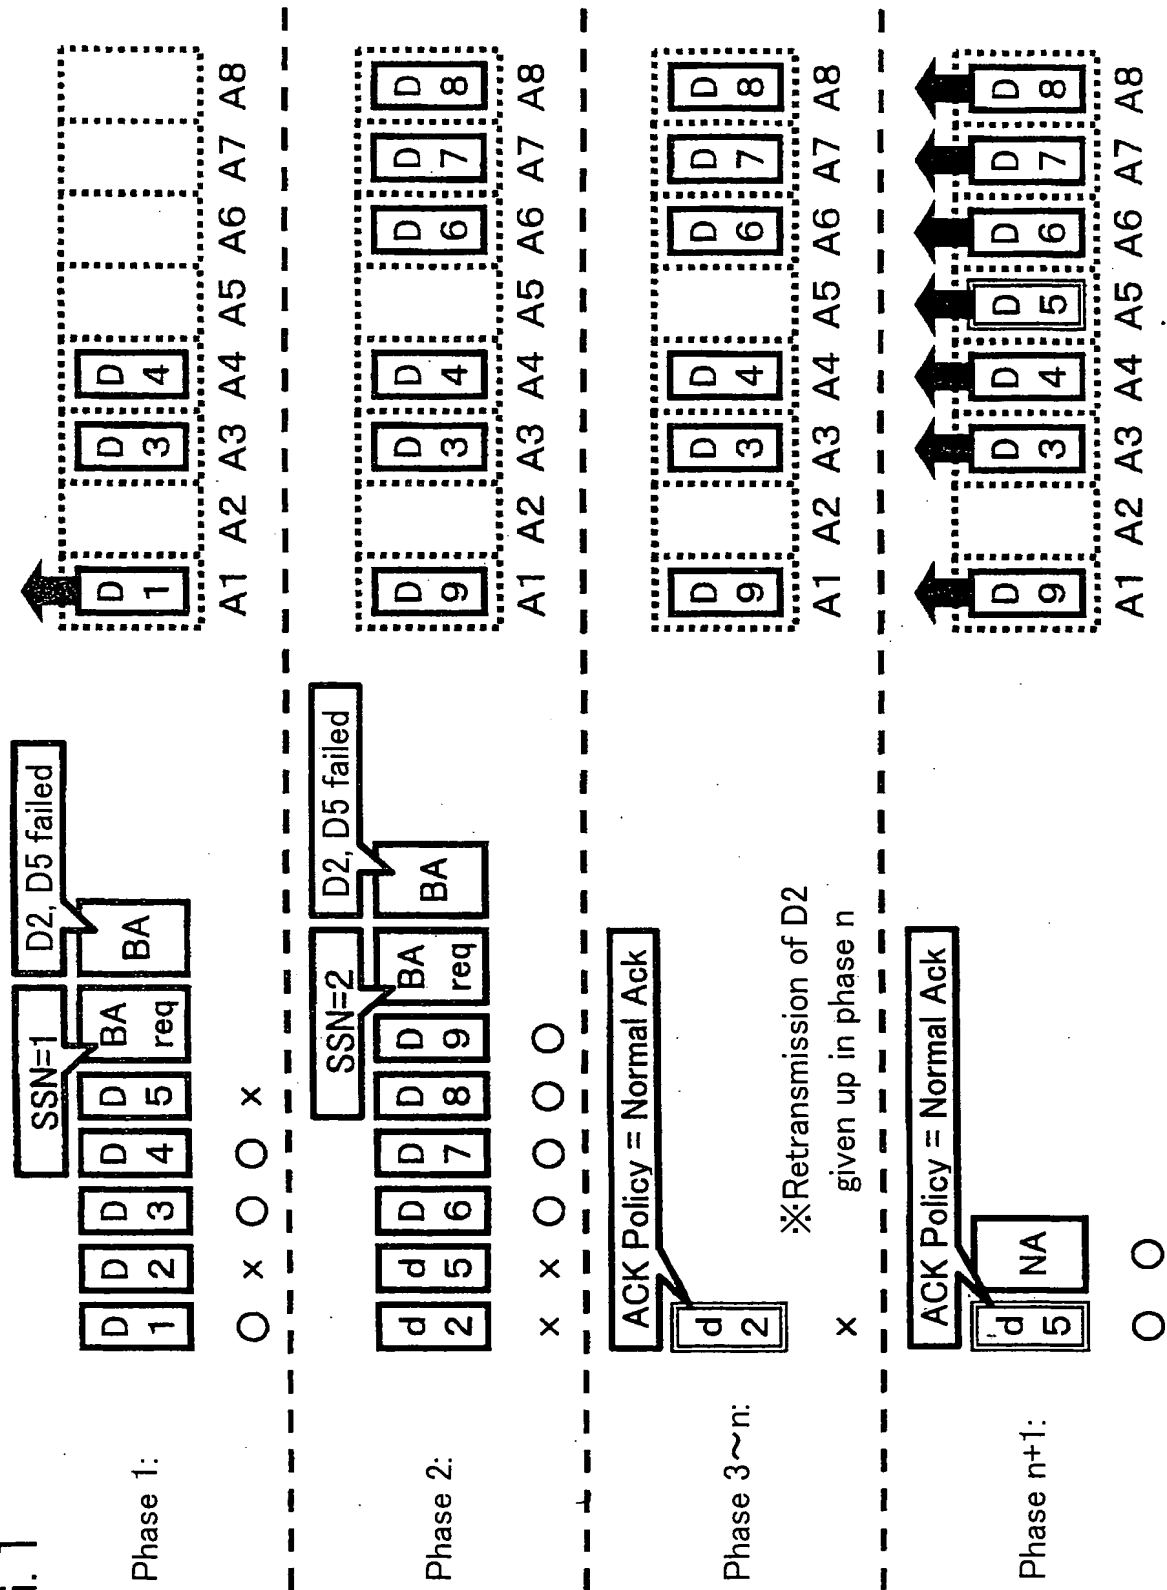 Phase 1:
SSN=1
D2, D5 failed
D D D D D BA BA
1 2 3 4 5 req
O x O O x
D D D
1 3 4
A1 A2 A3 A4 A5 A6 A7 A8
Phase 2:
SSN=2
D2, D5 failed
d d D D D D BA BA
2 5 6 7 8 9 req
x x O O O O
D D D D D D
9 3 4 6 7 8
A1 A2 A3 A4 A5 A6 A7 A8
Phase 3~n:
ACK Policy = Normal Ack
d
2
x
※Retransmission of D2
given up in phase n
D D D D D D
9 3 4 6 7 8
A1 A2 A3 A4 A5 A6 A7 A8
Phase n+1:
ACK Policy = Normal Ack
d NA
5
O O
D D D D D D D
9 3 4 5 6 7 8
A1 A2 A3 A4 A5 A6 A7 A8